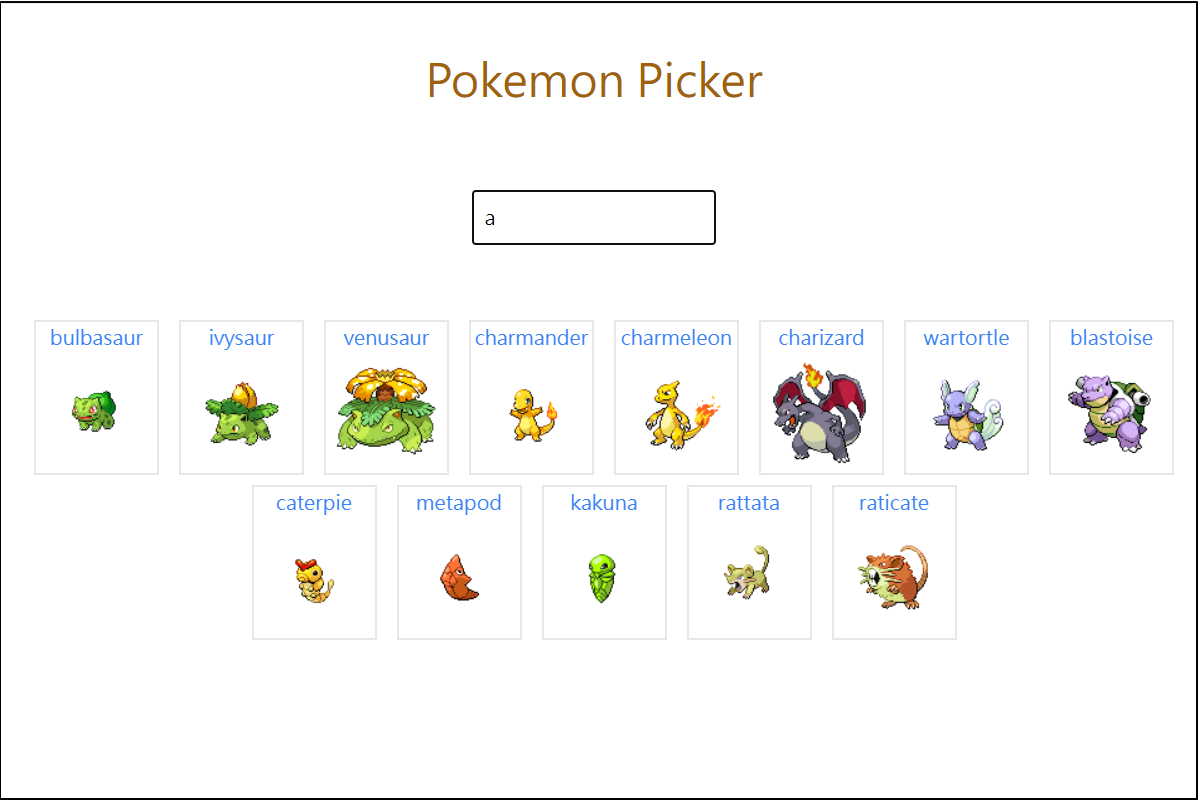 Pokemon Picker
a
bulbasaur ivysaur venusaur charmander charmeleon charizard wartortle blastoise
caterpie metapod kakuna rattata raticate